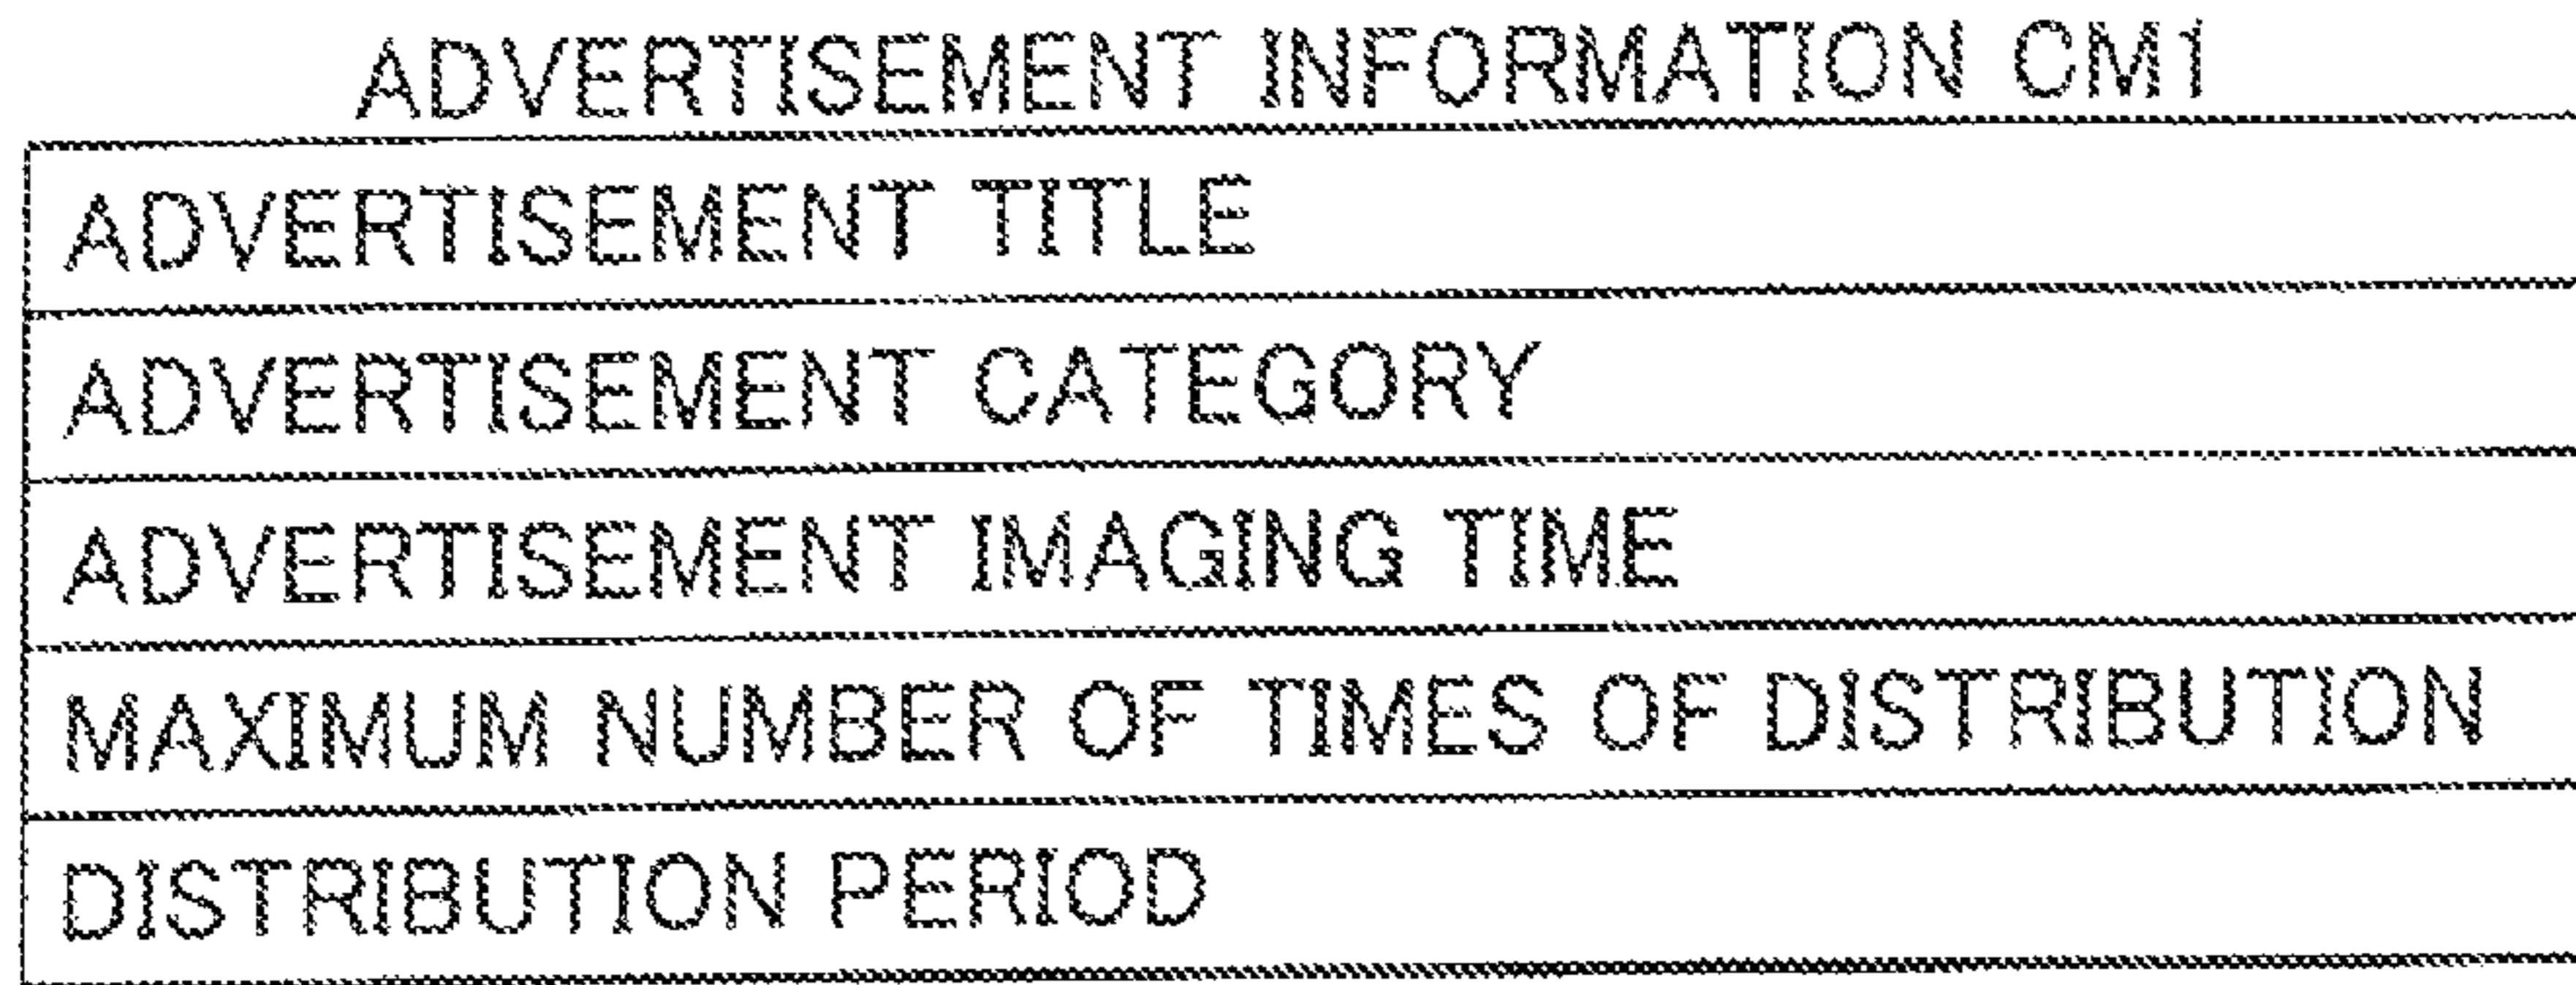 ADVERTISEMENT INFORMATION CM1
ADVERTISEMENT TITLE
ADVERTISEMENT CATEGORY
ADVERTISEMENT IMAGING TIME
MAXIMUM NUMBER OF TIMES OF DISTRIBUTION
DISTRIBUTION PERIOD